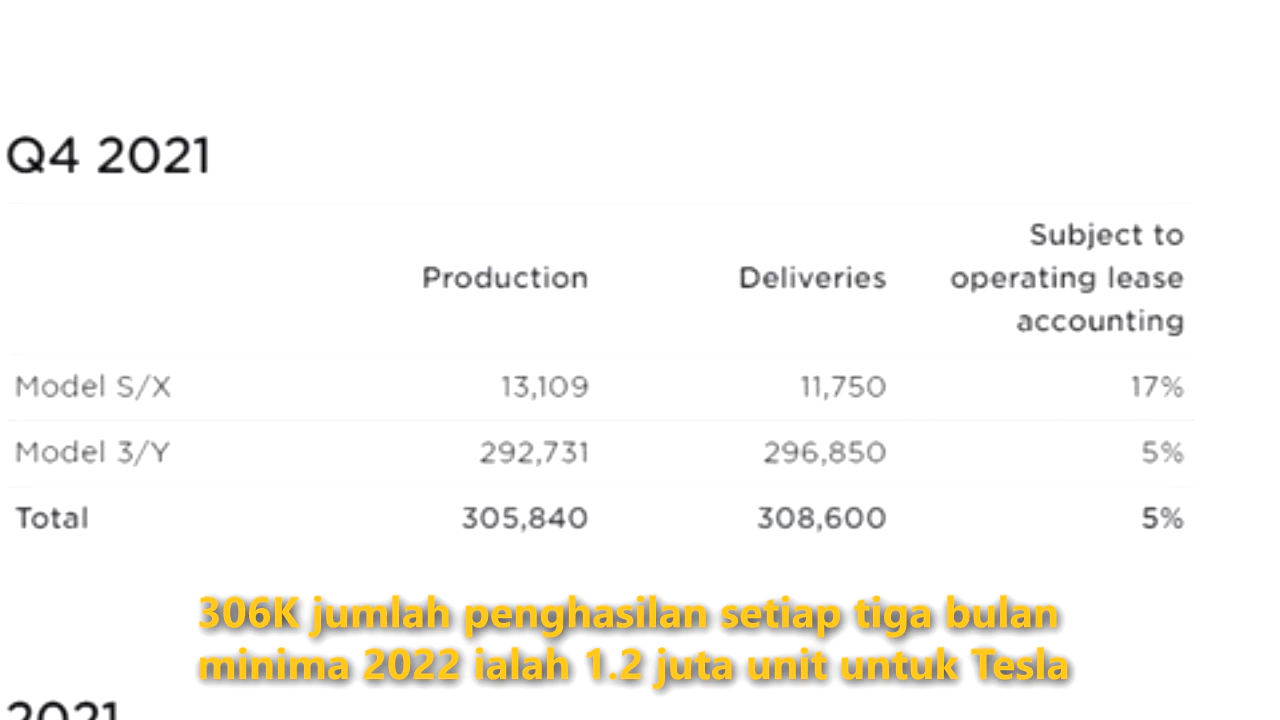 Q4 2021
Subject to
Production Deliveries operating lease
accounting
Model S/X 13,109 11,750 17%
Model 3/Y 292,731 296,850 5%
Total 305,840 308,600 5%
306K jumlah penghasilan setiap tiga bulan
minima 2022 ialah 1.2 juta unit untuk Tesla
2021